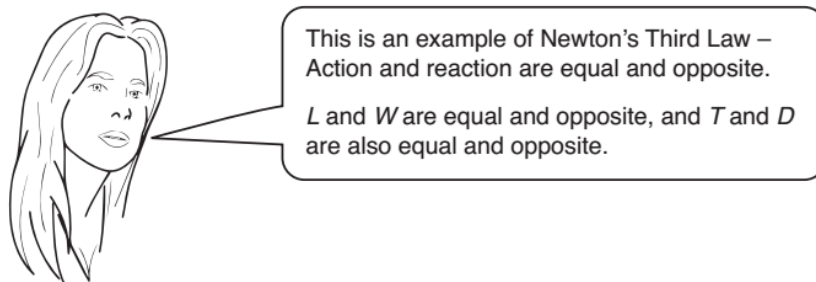 This is an example of Newton’s Third Law –
Action and reaction are equal and opposite.
L and W are equal and opposite, and T and D
are also equal and opposite.